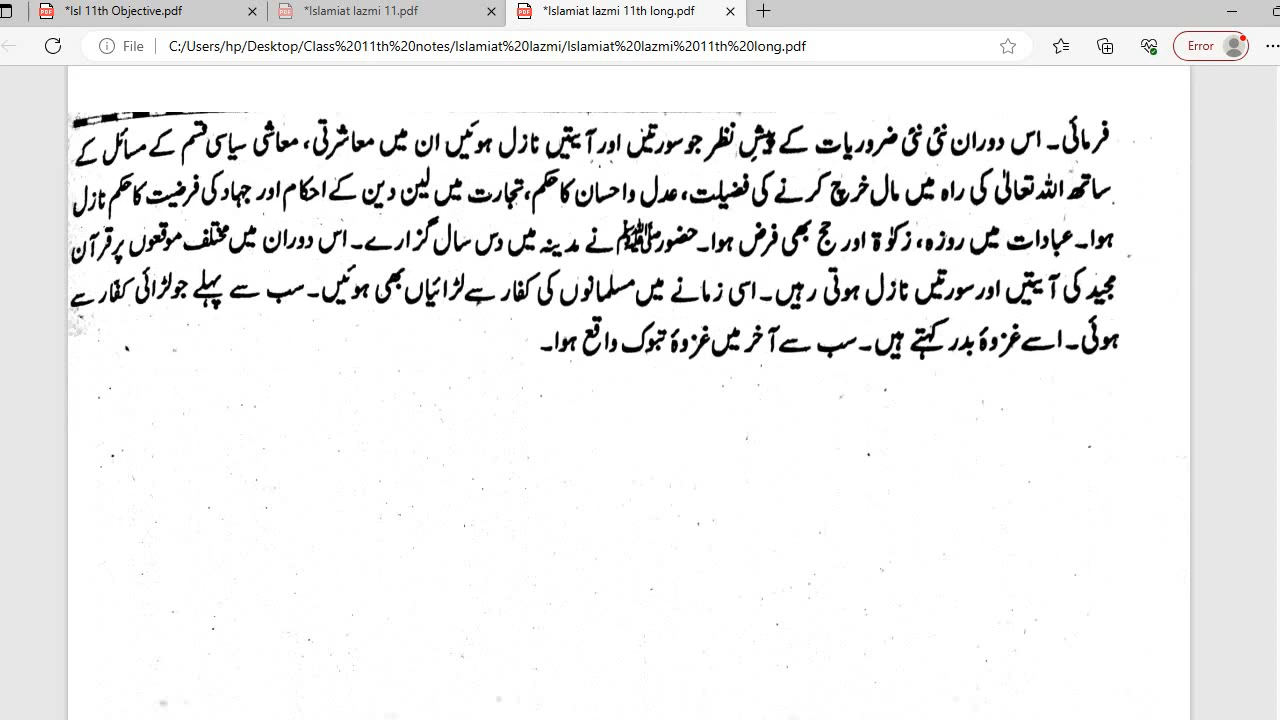 *Isl 11th Objective.pdf
*Islamiat lazmi 11.pdf
*Islamiat lazmi 11th long.pdf
File
C:/Users/hp/Desktop/Class%2011th%20notes/Islamiat%20lazmi/Islamiat%20lazmi%2011th%20long.pdf
Error
فرمائی۔ اس دوران نئی نئی ضروریات کے پیشِ نظر جو سورتیں اور آیتیں نازل ہوئیں ان میں معاشرتی، معاشی سیاسی قسم کے مسائل کے
ساتھ اللہ تعالیٰ کی راہ میں مال خرچ کرنے کی فضیلت، عدل و احسان کا حکم، تجارت میں لین دین کے احکام اور جہاد کی فرضیت کا حکم نازل
ہوا۔ عبادات میں روزہ، زکوٰۃ اور حج بھی فرض ہوا۔ حضور ﷺ نے مدینہ میں دس سال گزارے۔ اس دوران میں مختلف موقعوں پر قرآن
مجید کی آیتیں اور سورتیں نازل ہوتی رہیں۔ اسی زمانے میں مسلمانوں کی کفار سے لڑائیاں بھی ہوئیں۔ سب سے پہلے جو لڑائی کفّار سے
ہوئی۔ اسے غزوۂ بدر کہتے ہیں۔ سب سے آخر میں غزوۂ تبوک واقع ہوا۔